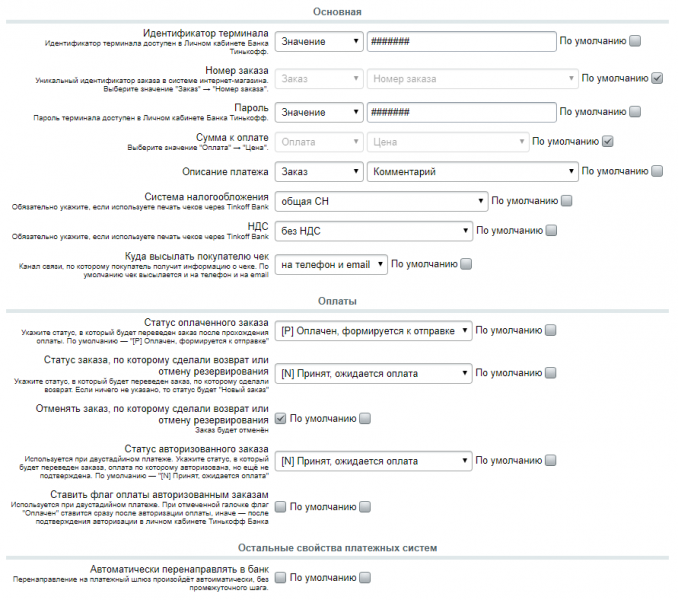 Основная
Идентификатор терминала
Идентификатор терминала доступен в Личном кабинете Банка
Тинькофф.
Значение ####### По умолчанию
Номер заказа
Уникальный идентификатор заказа в системе интернет-магазина.
Выберите значение "Заказ" → "Номер заказа".
Заказ Номер заказа По умолчанию
Пароль
Пароль терминала доступен в Личном кабинете Банка Тинькофф.
Значение ####### По умолчанию
Сумма к оплате
Выберите значение "Оплата" → "Цена".
Оплата Цена По умолчанию
Описание платежа
Заказ Комментарий По умолчанию
Система налогообложения
Обязательно укажите, если используете печать чеков через Tinkoff Bank
общая СН По умолчанию
НДС
Обязательно укажите, если используете печать чеков через Tinkoff Bank
без НДС По умолчанию
Куда высылать покупателю чек
Канал связи, по которому покупатель получит информацию о чеке. По
умолчанию чек высылается и на телефон и на email
на телефон и email По умолчанию
Оплаты
Статус оплаченного заказа
Укажите статус, в который будет переведен заказ после прохождения
оплаты. По умолчанию — "[P] Оплачен, формируется к отправке"
[P] Оплачен, формируется к отправке По умолчанию
Статус заказа, по которому сделали возврат или
отмену резервирования
Укажите статус, в который будет переведен заказ, по которому сделали
возврат. Если ничего не указано, то статус будет "Новый заказ"
[N] Принят, ожидается оплата По умолчанию
Отменять заказ, по которому сделали возврат или
отмену резервирования
Заказ будет отменён
По умолчанию
Статус авторизованного заказа
Используется при двустадийном платеже. Укажите статус, в который
будет переведен заказ, оплата по которому авторизована, но ещё не
подтверждена. По умолчанию — "[N] Принят, ожидается оплата"
[N] Принят, ожидается оплата По умолчанию
Ставить флаг оплаты авторизованным заказам
Используется при двустадийном платеже. При отмеченной галочке флаг
"Оплачен" ставится сразу после авторизации оплаты, иначе — после
подтверждения авторизации в личном кабинете Тинькофф Банка
По умолчанию
Остальные свойства платежных систем
Автоматически перенаправлять в банк
Перенаправление на платежный шлюз произойдёт автоматически, без
промежуточного шага.
По умолчанию